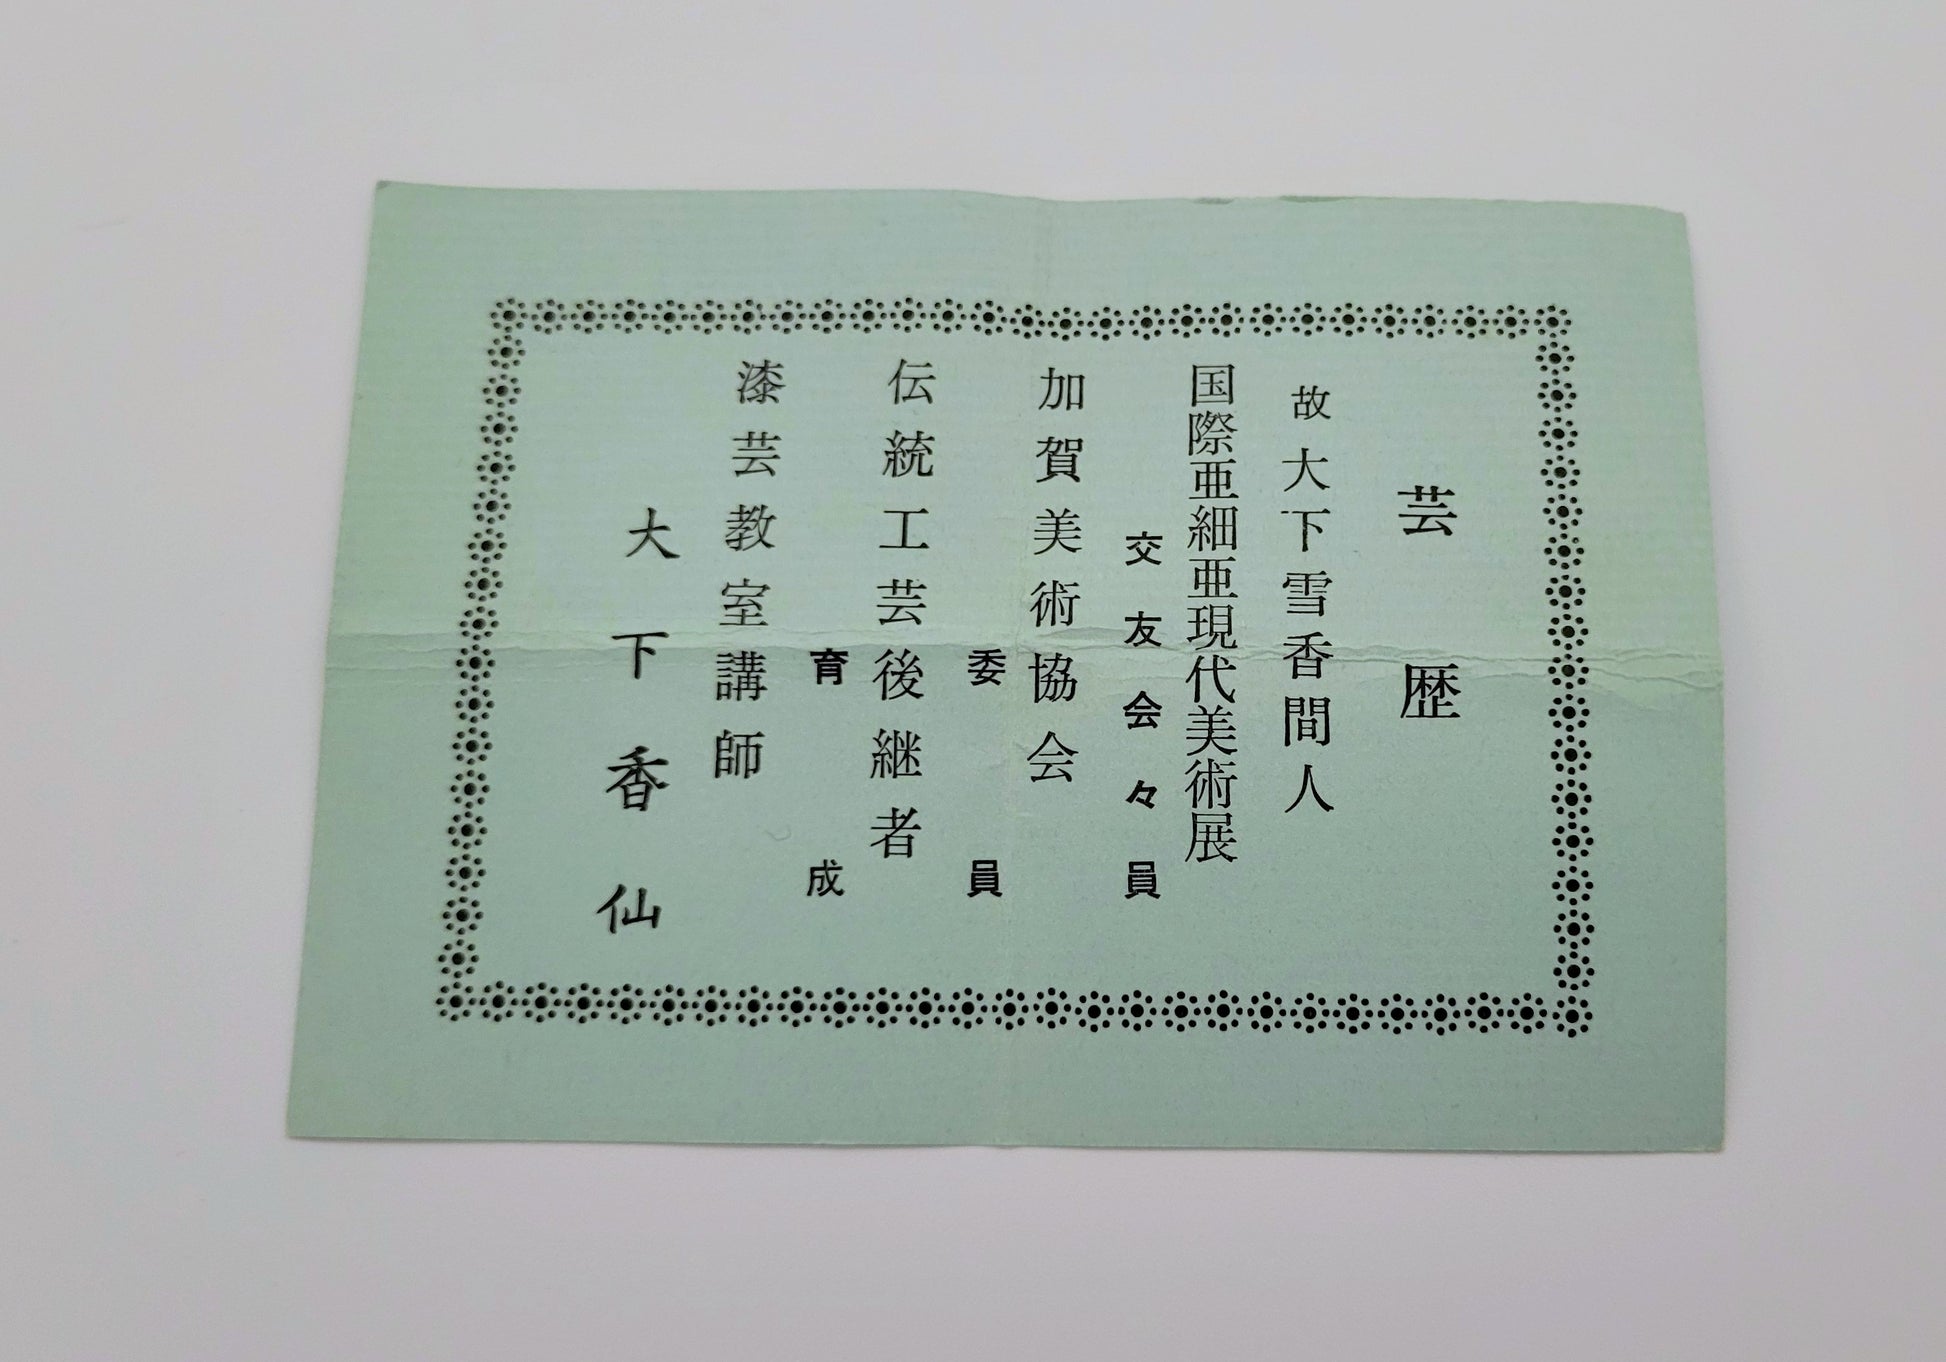 芸歴
故大下雪香間人
国際亜細亜現代美術展
交友会々員
加賀美術協会
委員
伝統工芸後継者
育成
漆芸教室講師
大下香仙